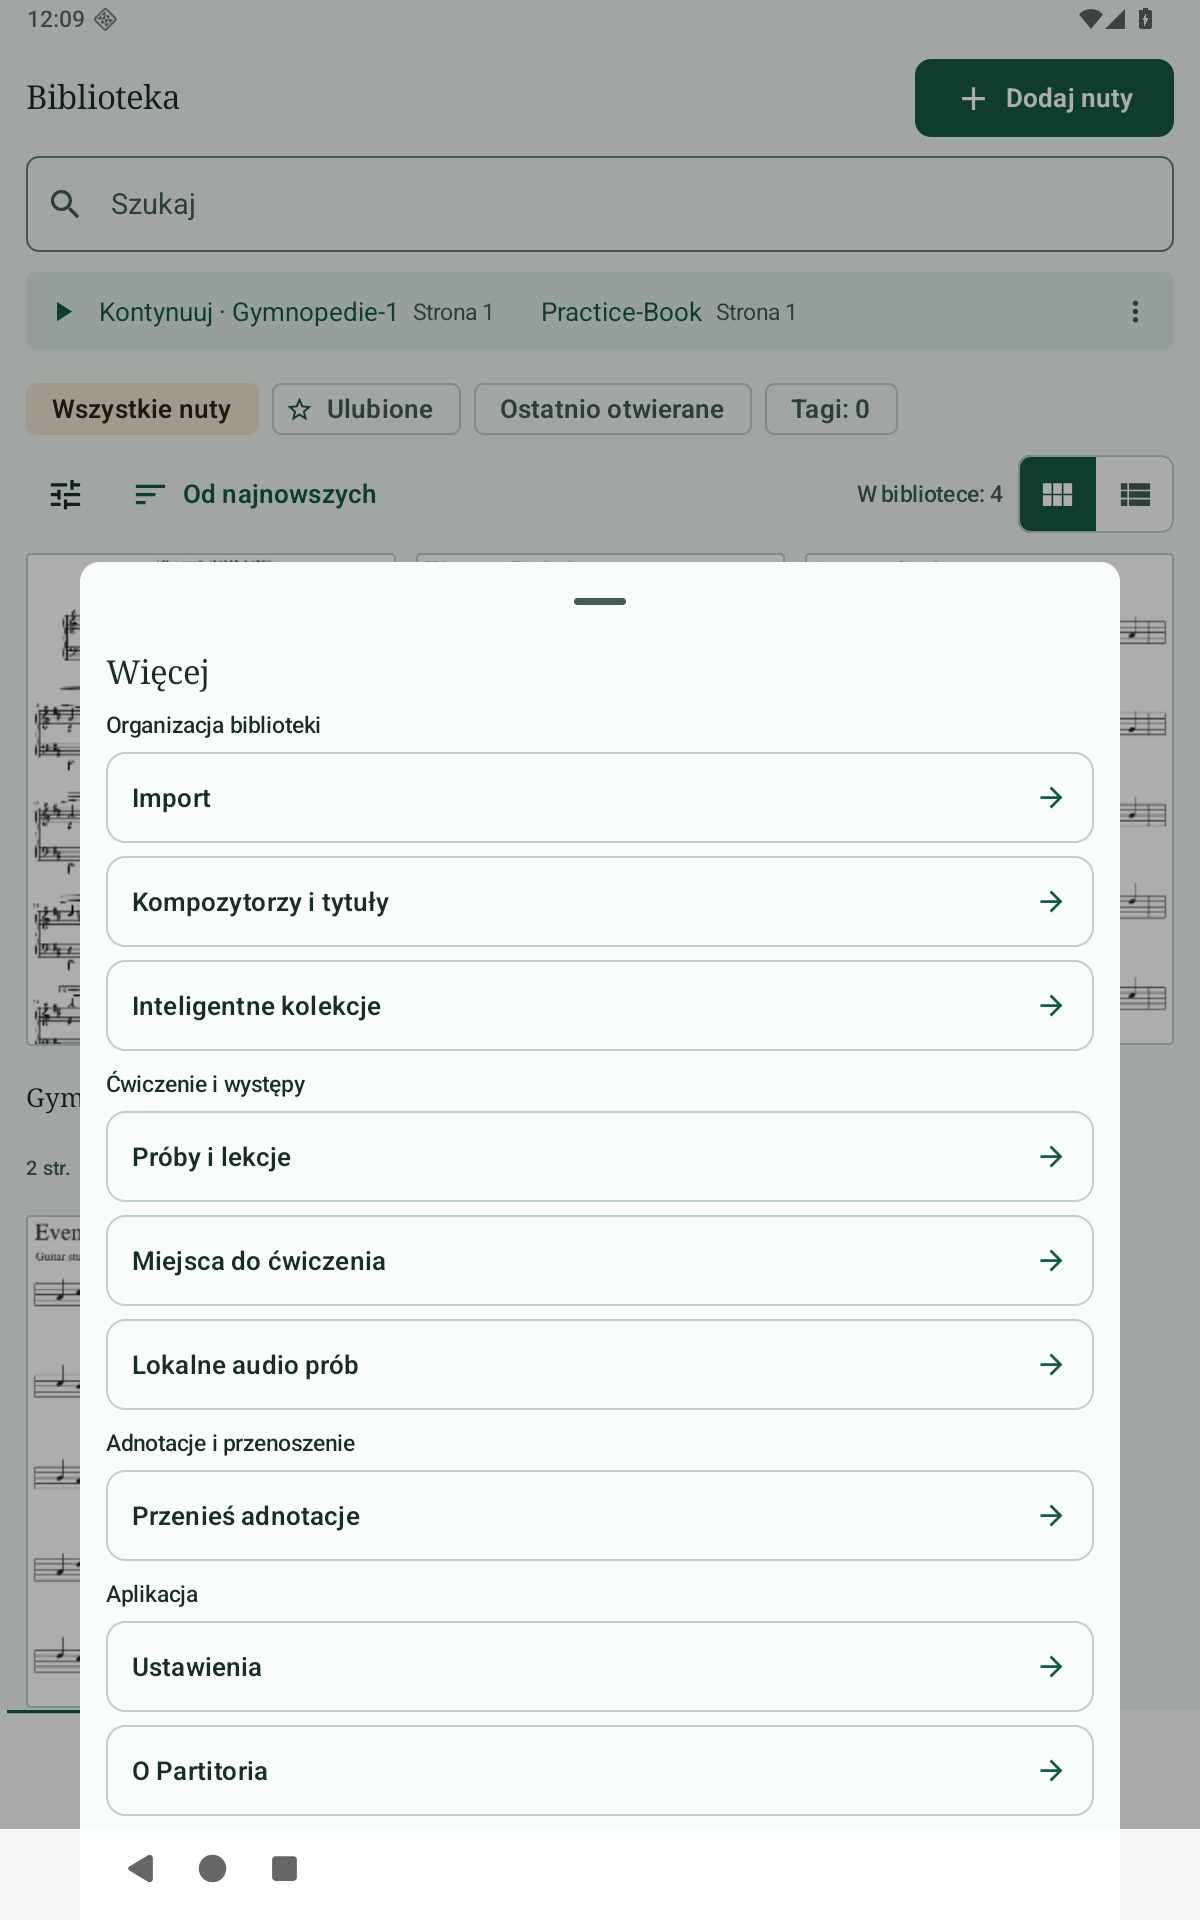 12:09
Biblioteka
Dodaj nuty
Szukaj
Kontynuuj · Gymnopedie-1 Strona 1 Practice-Book Strona 1
Wszystkie nuty Ulubione Ostatnio otwierane Tagi: 0
Od najnowszych W bibliotece: 4
Więcej
Organizacja biblioteki
Import
Kompozytorzy i tytuły
Inteligentne kolekcje
Gym
Ćwiczenie i występy
Próby i lekcje
2 str.
Even
Guitar stu
Miejsca do ćwiczenia
Lokalne audio prób
Adnotacje i przenoszenie
Przenieś adnotacje
Aplikacja
Ustawienia
O Partitoria